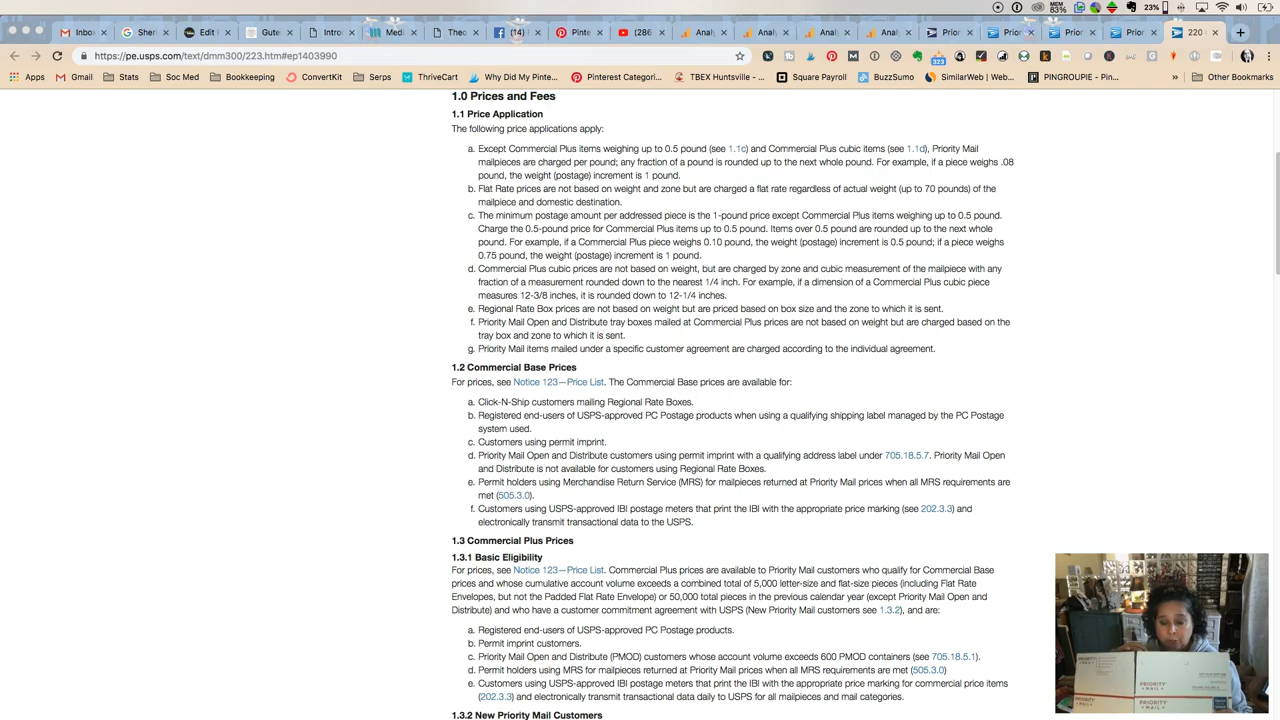 MEM
83%
23%
Inbo
Sheri
Edit
Gute
Intro
Medi
Theo
(14)
Pinte
(286
Analy
Analy
Analy
Analy
Prior
Prior
Prior
Prior
220
https://pe.usps.com/text/dmm300/223.htm#ep1403990
323
Apps
Gmail
Stats
Soc Med
Bookkeeping
ConvertKit
Serps
ThriveCart
Why Did My Pinte...
Pinterest Categori...
TBEX Huntsville -...
Square Payroll
BuzzSumo
SimilarWeb | Web...
PINGROUPIE - Pin...
»
Other Bookmarks
1.0 Prices and Fees
1.1 Price Application
The following price applications apply:
a. Except Commercial Plus items weighing up to 0.5 pound (see 1.1c) and Commercial Plus cubic items (see 1.1d), Priority Mail
mailpieces are charged per pound; any fraction of a pound is rounded up to the next whole pound. For example, if a piece weighs .08
pound, the weight (postage) increment is 1 pound.
b. Flat Rate prices are not based on weight and zone but are charged a flat rate regardless of actual weight (up to 70 pounds) of the
mailpiece and domestic destination.
c. The minimum postage amount per addressed piece is the 1-pound price except Commercial Plus items weighing up to 0.5 pound.
Charge the 0.5-pound price for Commercial Plus items up to 0.5 pound. Items over 0.5 pound are rounded up to the next whole
pound. For example, if a Commercial Plus piece weighs 0.10 pound, the weight (postage) increment is 0.5 pound; if a piece weighs
0.75 pound, the weight (postage) increment is 1 pound.
d. Commercial Plus cubic prices are not based on weight, but are charged by zone and cubic measurement of the mailpiece with any
fraction of a measurement rounded down to the nearest 1/4 inch. For example, if a dimension of a Commercial Plus cubic piece
measures 12-3/8 inches, it is rounded down to 12-1/4 inches.
e. Regional Rate Box prices are not based on weight but are priced based on box size and the zone to which it is sent.
f. Priority Mail Open and Distribute tray boxes mailed at Commercial Plus prices are not based on weight but are charged based on the
tray box and zone to which it is sent.
g. Priority Mail items mailed under a specific customer agreement are charged according to the individual agreement.
1.2 Commercial Base Prices
For prices, see Notice 123—Price List. The Commercial Base prices are available for:
a. Click-N-Ship customers mailing Regional Rate Boxes.
b. Registered end-users of USPS-approved PC Postage products when using a qualifying shipping label managed by the PC Postage
system used.
c. Customers using permit imprint.
d. Priority Mail Open and Distribute customers using permit imprint with a qualifying address label under 705.18.5.7. Priority Mail Open
and Distribute is not available for customers using Regional Rate Boxes.
e. Permit holders using Merchandise Return Service (MRS) for mailpieces returned at Priority Mail prices when all MRS requirements are
met (505.3.0).
f. Customers using USPS-approved IBI postage meters that print the IBI with the appropriate price marking (see 202.3.3) and
electronically transmit transactional data to the USPS.
1.3 Commercial Plus Prices
1.3.1 Basic Eligibility
For prices, see Notice 123—Price List. Commercial Plus prices are available to Priority Mail customers who qualify for Commercial Base
prices and whose cumulative account volume exceeds a combined total of 5,000 letter-size and flat-size pieces (including Flat Rate
Envelopes, but not the Padded Flat Rate Envelope) or 50,000 total pieces in the previous calendar year (except Priority Mail Open and
Distribute) and who have a customer commitment agreement with USPS (New Priority Mail customers see 1.3.2), and are:
a. Registered end-users of USPS-approved PC Postage products.
b. Permit imprint customers.
c. Priority Mail Open and Distribute (PMOD) customers whose account volume exceeds 600 PMOD containers (see 705.18.5.1).
d. Permit holders using MRS for mailpieces returned at Priority Mail prices when all MRS requirements are met (505.3.0)
e. Customers using USPS-approved IBI postage meters that print the IBI with the appropriate price marking for commercial price items
(202.3.3) and electronically transmit transactional data daily to USPS for all mailpieces and mail categories.
1.3.2 New Priority Mail Customers
PRIORITY
MAIL
PRIORITY
MAIL
PRIORITY
MAIL